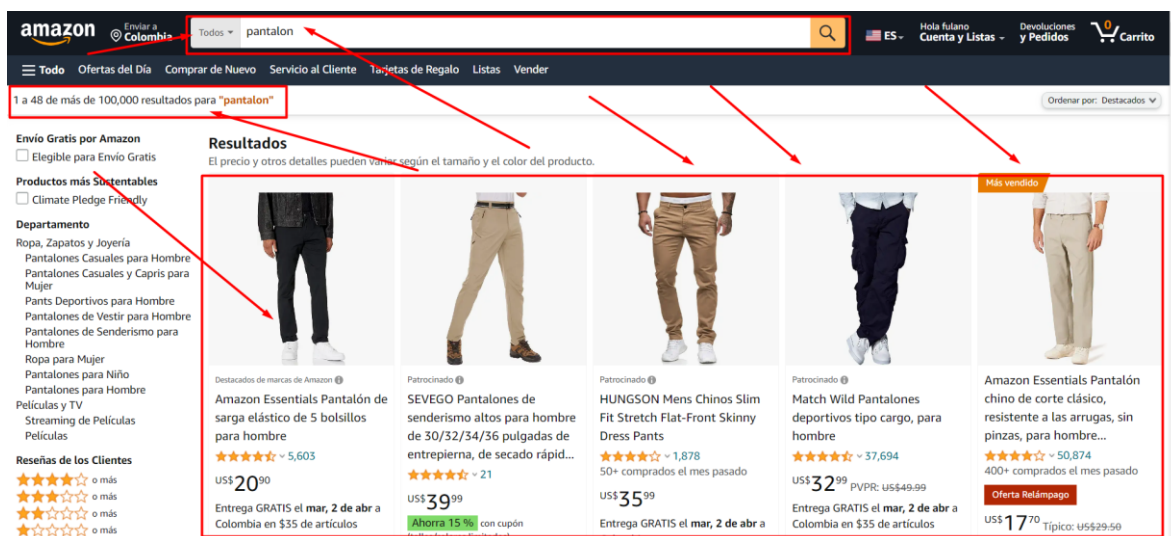 amazon
Enviar a
Colombia
Todos
pantalon
ES
Hola fulano
Cuenta y Listas
Devoluciones
y Pedidos
0
Carrito
Todo
Ofertas del Día
Comprar de Nuevo
Servicio al Cliente
Tarjetas de Regalo
Listas
Vender
1 a 48 de más de 100,000 resultados para "pantalon"
Ordenar por: Destacados
Envío Gratis por Amazon
Elegible para Envío Gratis
Productos más Sustentables
Climate Pledge Friendly
Departamento
Ropa, Zapatos y Joyería
Pantalones Casuales para Hombre
Pantalones Casuales y Capris para
Mujer
Pants Deportivos para Hombre
Pantalones de Vestir para Hombre
Pantalones de Senderismo para
Hombre
Ropa para Mujer
Pantalones para Niño
Pantalones para Hombre
Películas y TV
Streaming de Películas
Películas
Reseñas de los Clientes
o más
o más
o más
o más
Resultados
El precio y otros detalles pueden variar según el tamaño y el color del producto.
Destacados de marcas de Amazon
Amazon Essentials Pantalón de
sarga elástico de 5 bolsillos
para hombre
5,603
US$2090
Entrega GRATIS el mar, 2 de abr a
Colombia en $35 de artículos
Patrocinado
SEVEGO Pantalones de
senderismo altos para hombre
de 30/32/34/36 pulgadas de
entrepierna, de secado rápid...
21
US$3999
Ahorra 15 % con cupón
Patrocinado
HUNGSON Mens Chinos Slim
Fit Stretch Flat-Front Skinny
Dress Pants
1,878
50+ comprados el mes pasado
US$3599
Entrega GRATIS el mar, 2 de abr a
Patrocinado
Match Wild Pantalones
deportivos tipo cargo, para
hombre
37,694
US$3299 PVPR: US$49.99
Entrega GRATIS el mar, 2 de abr a
Colombia en $35 de artículos
Más vendido
Amazon Essentials Pantalón
chino de corte clásico,
resistente a las arrugas, sin
pinzas, para hombre...
50,874
400+ comprados el mes pasado
Oferta Relámpago
US$1770 Típico: US$29.50